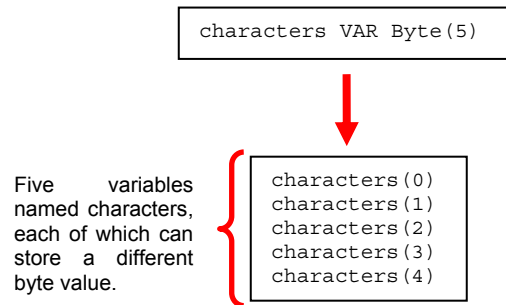 characters VAR Byte(5)
Five variables
named characters,
each of which can
store a different
byte value.
characters(0)
characters(1)
characters(2)
characters(3)
characters(4)